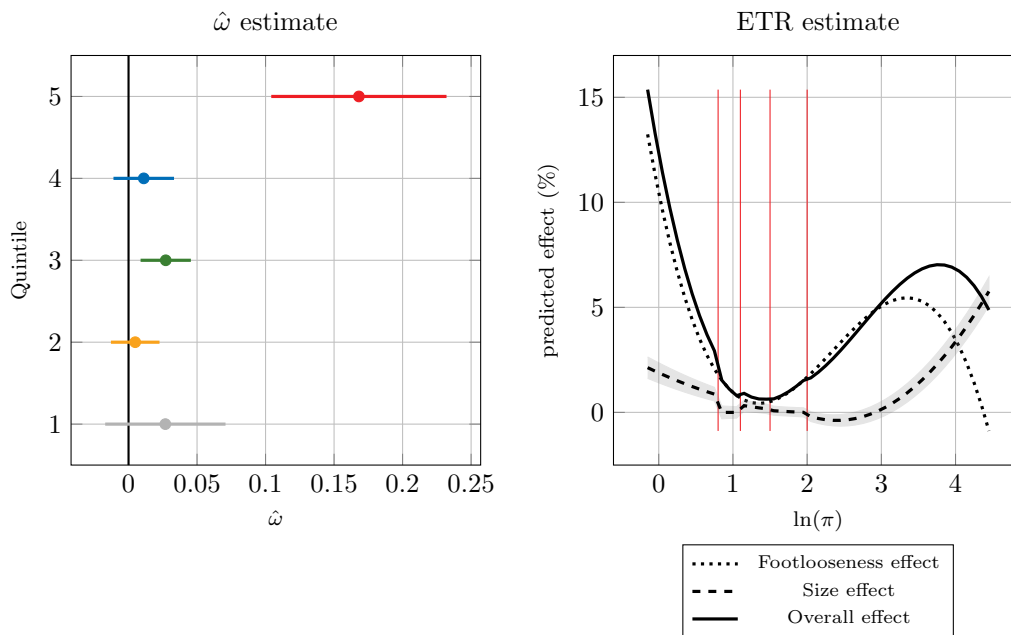 ω̂ estimate
5
4
3
2
1
Quintile
0
0.05
0.1
0.15
0.2
0.25
ω̂
ETR estimate
15
10
5
0
predicted effect (%)
0
1
2
3
4
ln(π)
Footlooseness effect
Size effect
Overall effect